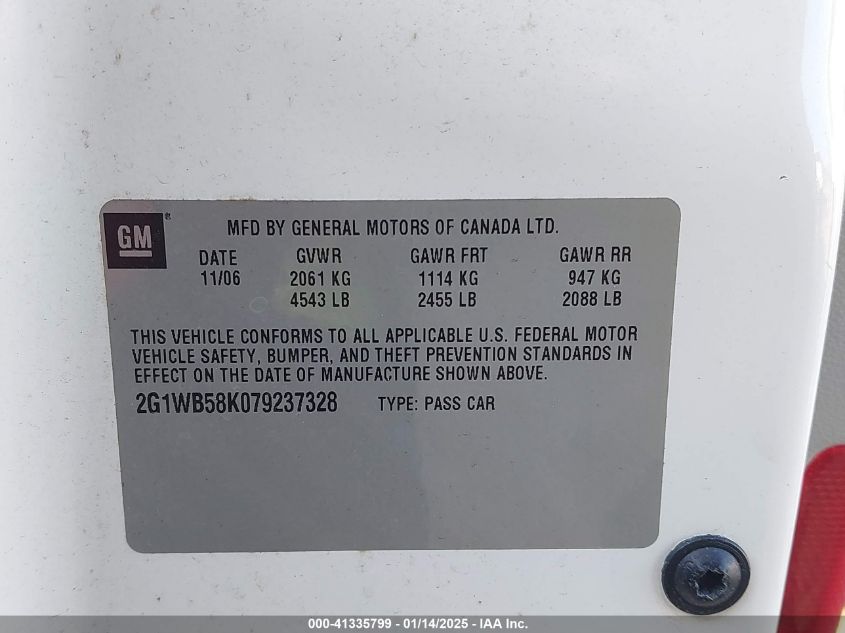 GM®
MFD BY GENERAL MOTORS OF CANADA LTD.
DATE GVWR GAWR FRT GAWR RR
11/06 2061 KG 1114 KG 947 KG
4543 LB 2455 LB 2088 LB
THIS VEHICLE CONFORMS TO ALL APPLICABLE U.S. FEDERAL MOTOR
VEHICLE SAFETY, BUMPER, AND THEFT PREVENTION STANDARDS IN
EFFECT ON THE DATE OF MANUFACTURE SHOWN ABOVE.
2G1WB58K079237328 TYPE: PASS CAR
000-41335799 - 01/14/2025 - IAA Inc.